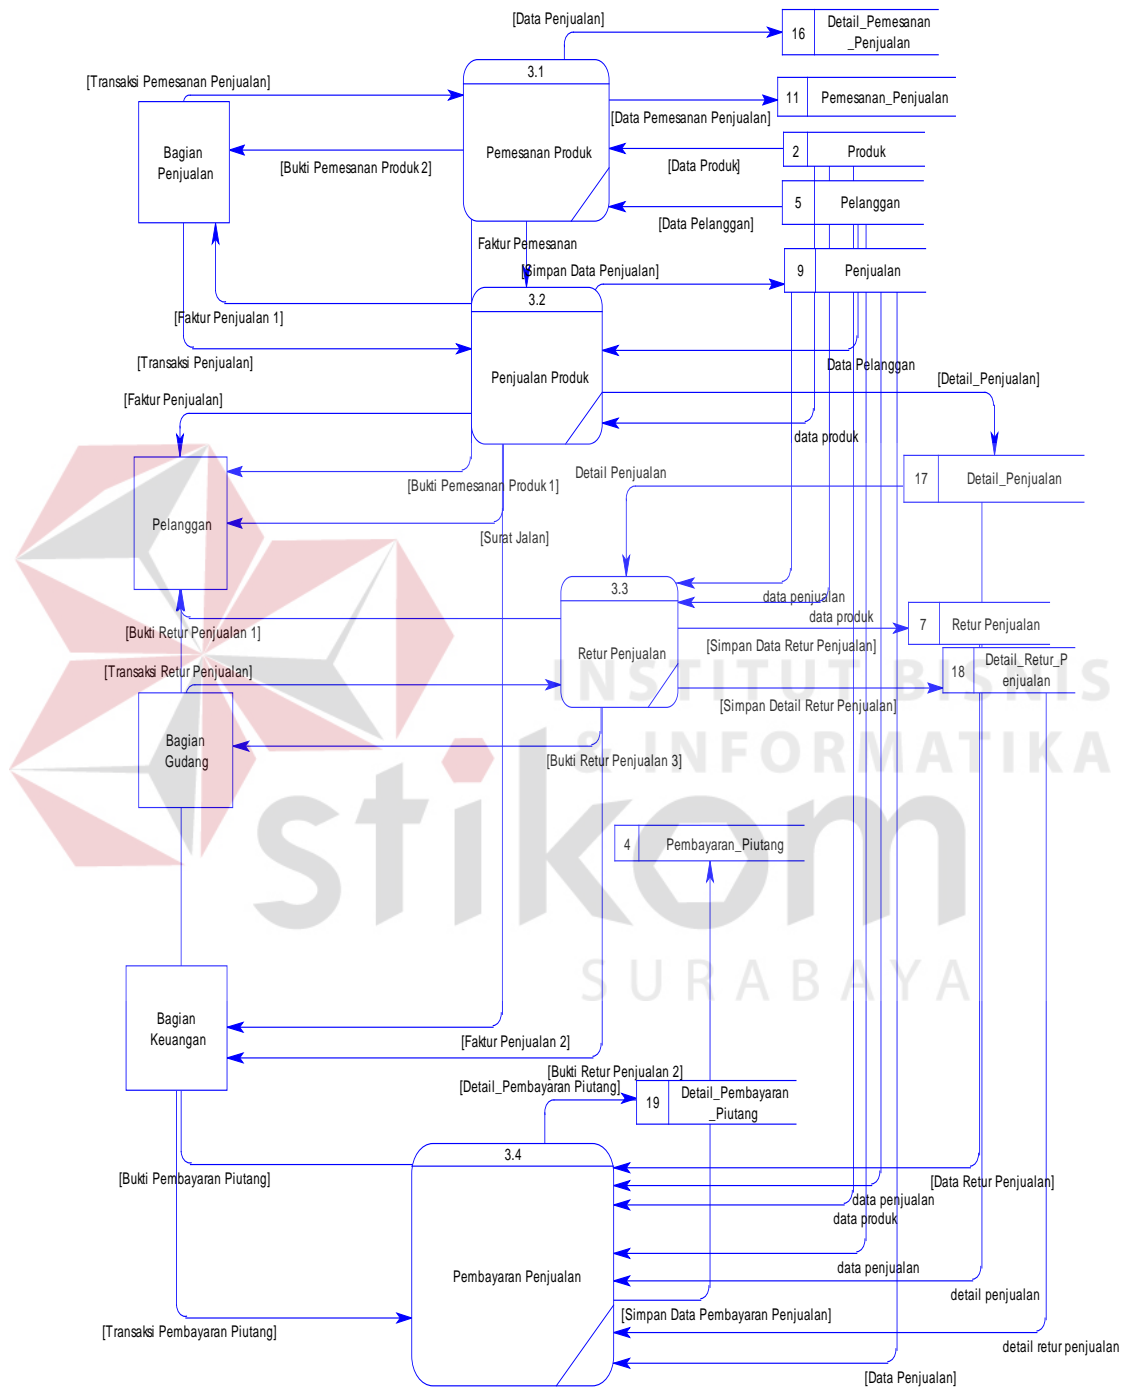 [Data Penjualan]
16
Detail_Pemesanan
_Penjualan
3.1
[Transaksi Pemesanan Penjualan]
11
Pemesanan_Penjualan
[Data Pemesanan Penjualan]
Bagian
Penjualan
Pemesanan Produk
[Bukti Pemesanan Produk 2]
2
Produk
[Data Produk]
5
Pelanggan
[Data Pelanggan]
Faktur Pemesanan
[Simpan Data Penjualan]
9
Penjualan
3.2
[Faktur Penjualan 1]
[Transaksi Penjualan]
Penjualan Produk
Data Pelanggan
[Detail_Penjualan]
[Faktur Penjualan]
data produk
Detail Penjualan
17
Detail_Penjualan
[Bukti Pemesanan Produk 1]
Pelanggan
[Surat Jalan]
3.3
data penjualan
data produk
7
Retur Penjualan
[Bukti Retur Penjualan 1]
[Simpan Data Retur Penjualan]
Retur Penjualan
[Transaksi Retur Penjualan]
18
Detail_Retur_P
enjualan
INSTITUT BISNIS
& INFORMATIKA
[Simpan Detail Retur Penjualan]
Bagian
Gudang
[Bukti Retur Penjualan 3]
stikom
4
Pembayaran_Piutang
SURABAYA
Bagian
Keuangan
[Faktur Penjualan 2]
[Bukti Retur Penjualan 2]
[Detail_Pembayaran Piutang]
19
Detail_Pembayaran
_Piutang
3.4
[Bukti Pembayaran Piutang]
[Data Retur Penjualan]
data penjualan
data produk
data penjualan
Pembayaran Penjualan
detail penjualan
[Simpan Data Pembayaran Penjualan]
[Transaksi Pembayaran Piutang]
detail retur penjualan
[Data Penjualan]